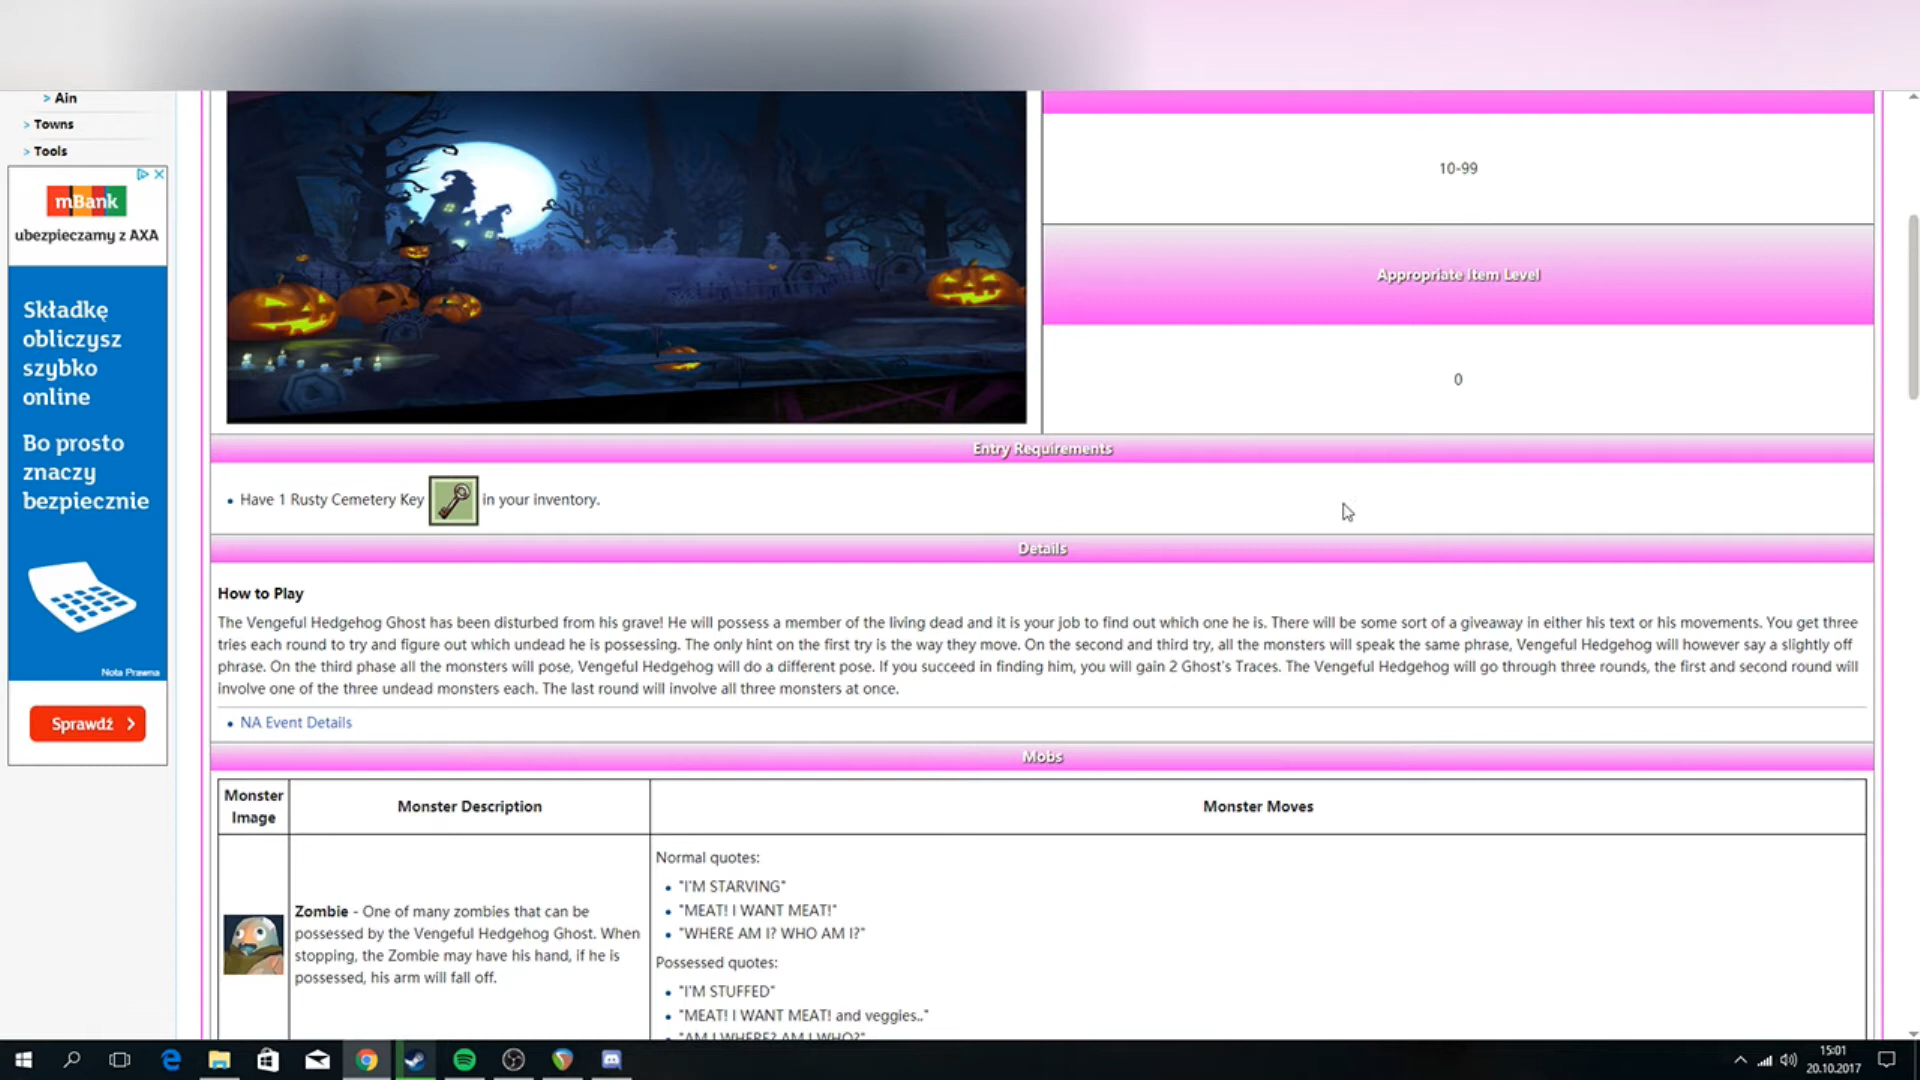 > Ain
> Towns
> Tools
mBank
ubezpieczamy z AXA
Składkę
obliczysz
szybko
online
Bo prosto
znaczy
bezpiecznie
Nota Prawna
Sprawdź >
10-99
Appropriate Item Level
0
Entry Requirements
• Have 1 Rusty Cemetery Key in your inventory.
Details
How to Play
The Vengeful Hedgehog Ghost has been disturbed from his grave! He will possess a member of the living dead and it is your job to find out which one he is. There will be some sort of a giveaway in either his text or his movements. You get three
tries each round to try and figure out which undead he is possessing. The only hint on the first try is the way they move. On the second and third try, all the monsters will speak the same phrase, Vengeful Hedgehog will however say a slightly off
phrase. On the third phase all the monsters will pose, Vengeful Hedgehog will do a different pose. If you succeed in finding him, you will gain 2 Ghost's Traces. The Vengeful Hedgehog will go through three rounds, the first and second round will
involve one of the three undead monsters each. The last round will involve all three monsters at once.
• NA Event Details
Mobs
Monster
Image
Monster Description
Monster Moves
Zombie - One of many zombies that can be
possessed by the Vengeful Hedgehog Ghost. When
stopping, the Zombie may have his hand, if he is
possessed, his arm will fall off.
Normal quotes:
• "I'M STARVING"
• "MEAT! I WANT MEAT!"
• "WHERE AM I? WHO AM I?"
Possessed quotes:
• "I'M STUFFED"
• "MEAT! I WANT MEAT! and veggies.."
• "AM I WHERE? AM I WHO?"
15:01
20.10.2017